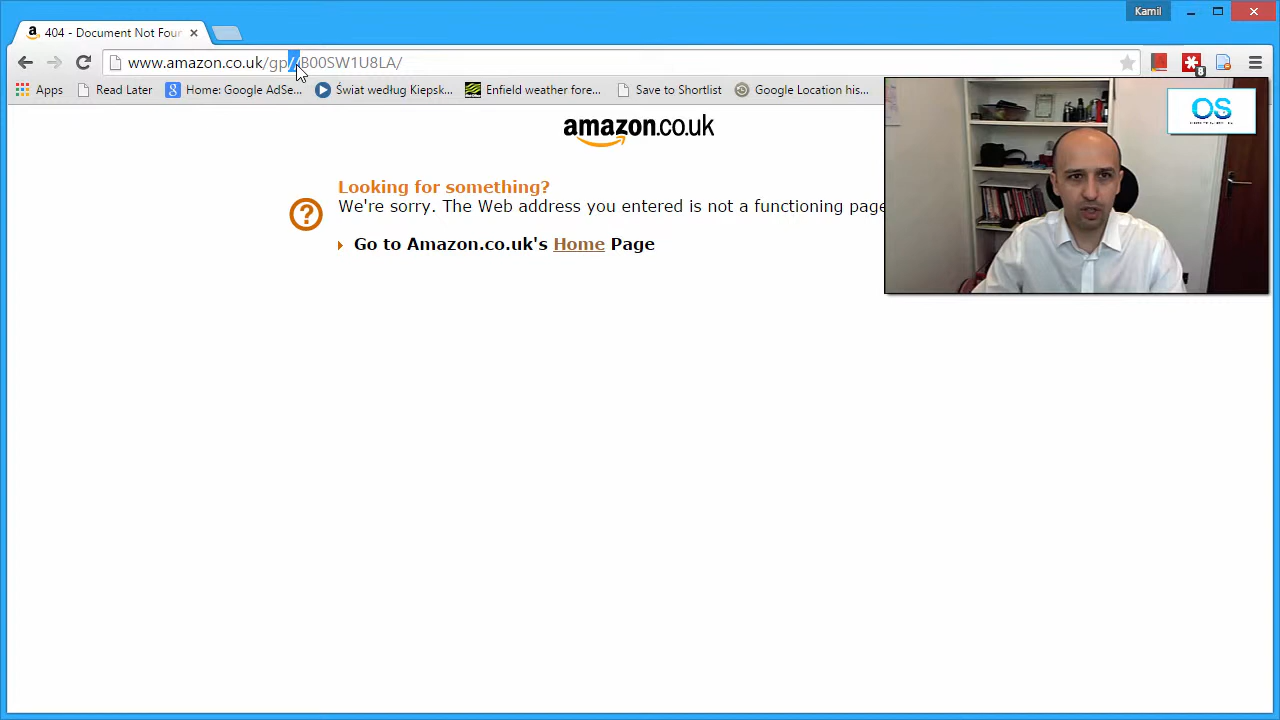 Kamil
404 - Document Not Foun
www.amazon.co.uk/gp//B00SW1U8LA/
8
Apps
Read Later
Home: Google AdSe...
Świat według Kiepsk...
Enfield weather fore...
Save to Shortlist
Google Location his...
amazon.co.uk
OS
Looking for something?
We're sorry. The Web address you entered is not a functioning page
Go to Amazon.co.uk's Home Page